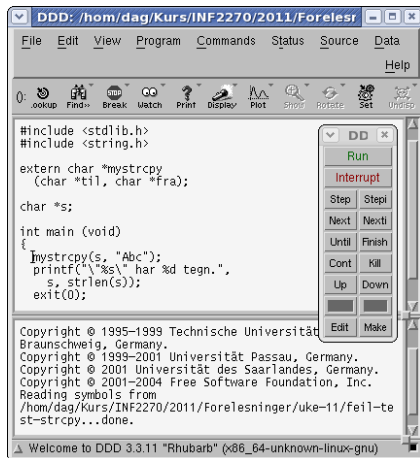 DDD: /hom/dag/Kurs/INF2270/2011/Forelesr
File Edit View Program Commands Status Source Data
Help
():
Lookup Find» Break Watch Print Display Plot Show Rotate Set Undisp
#include <stdlib.h>
#include <string.h>
extern char *mystrcpy
(char *til, char *fra);
char *s;
int main (void)
{
mystrcpy(s, "Abc");
printf("\"%s\" har %d tegn.",
s, strlen(s));
exit(0);
DD
Run
Interrupt
Step Stepi
Next Nexti
Until Finish
Cont Kill
Up Down
Edit Make
Copyright © 1995-1999 Technische Universität
Braunschweig, Germany.
Copyright © 1999-2001 Universität Passau, Germany.
Copyright © 2001 Universität des Saarlandes, Germany.
Copyright © 2001-2004 Free Software Foundation, Inc.
Reading symbols from
/hom/dag/Kurs/INF2270/2011/Forelesninger/uke-11/feil-te
st-strcpy...done.
Welcome to DDD 3.3.11 "Rhubarb" (x86_64-unknown-linux-gnu)